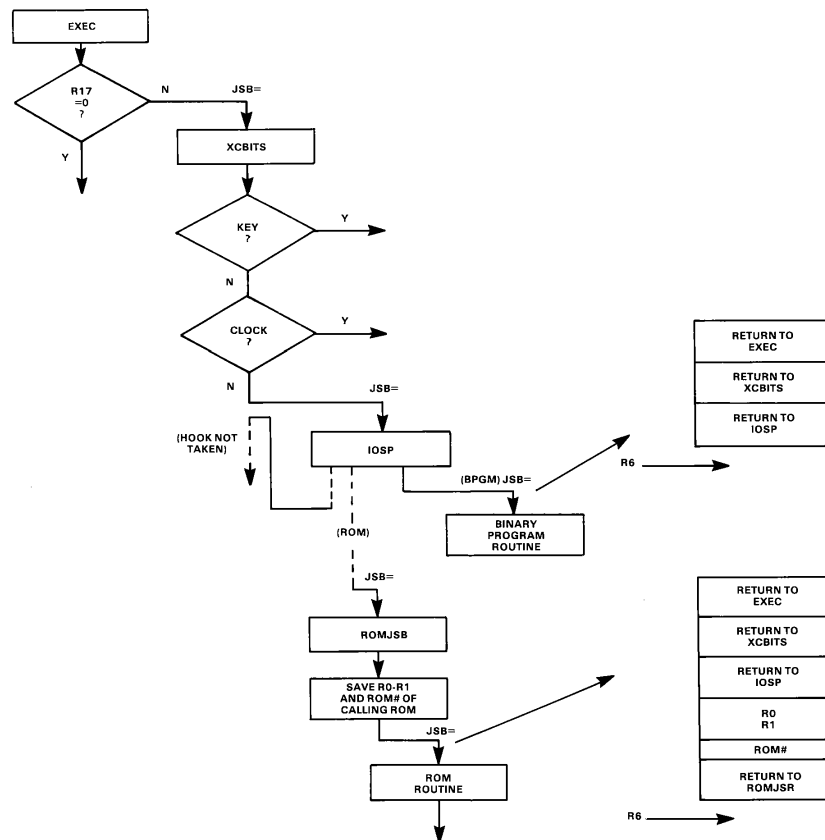 EXEC
R17
=0
?
N
JSB=
Y
XCBITS
KEY
?
Y
N
CLOCK
?
Y
N
JSB=
IOSP
(HOOK NOT
TAKEN)
(BPGM) JSB=
BINARY
PROGRAM
ROUTINE
RETURN TO
EXEC
RETURN TO
XCBITS
RETURN TO
IOSP
R6
(ROM)
JSB=
ROMJSB
SAVE R0-R1
AND ROM# OF
CALLING ROM
JSB=
ROM
ROUTINE
RETURN TO
EXEC
RETURN TO
XCBITS
RETURN TO
IOSP
R0
R1
ROM#
RETURN TO
ROMJSR
R6